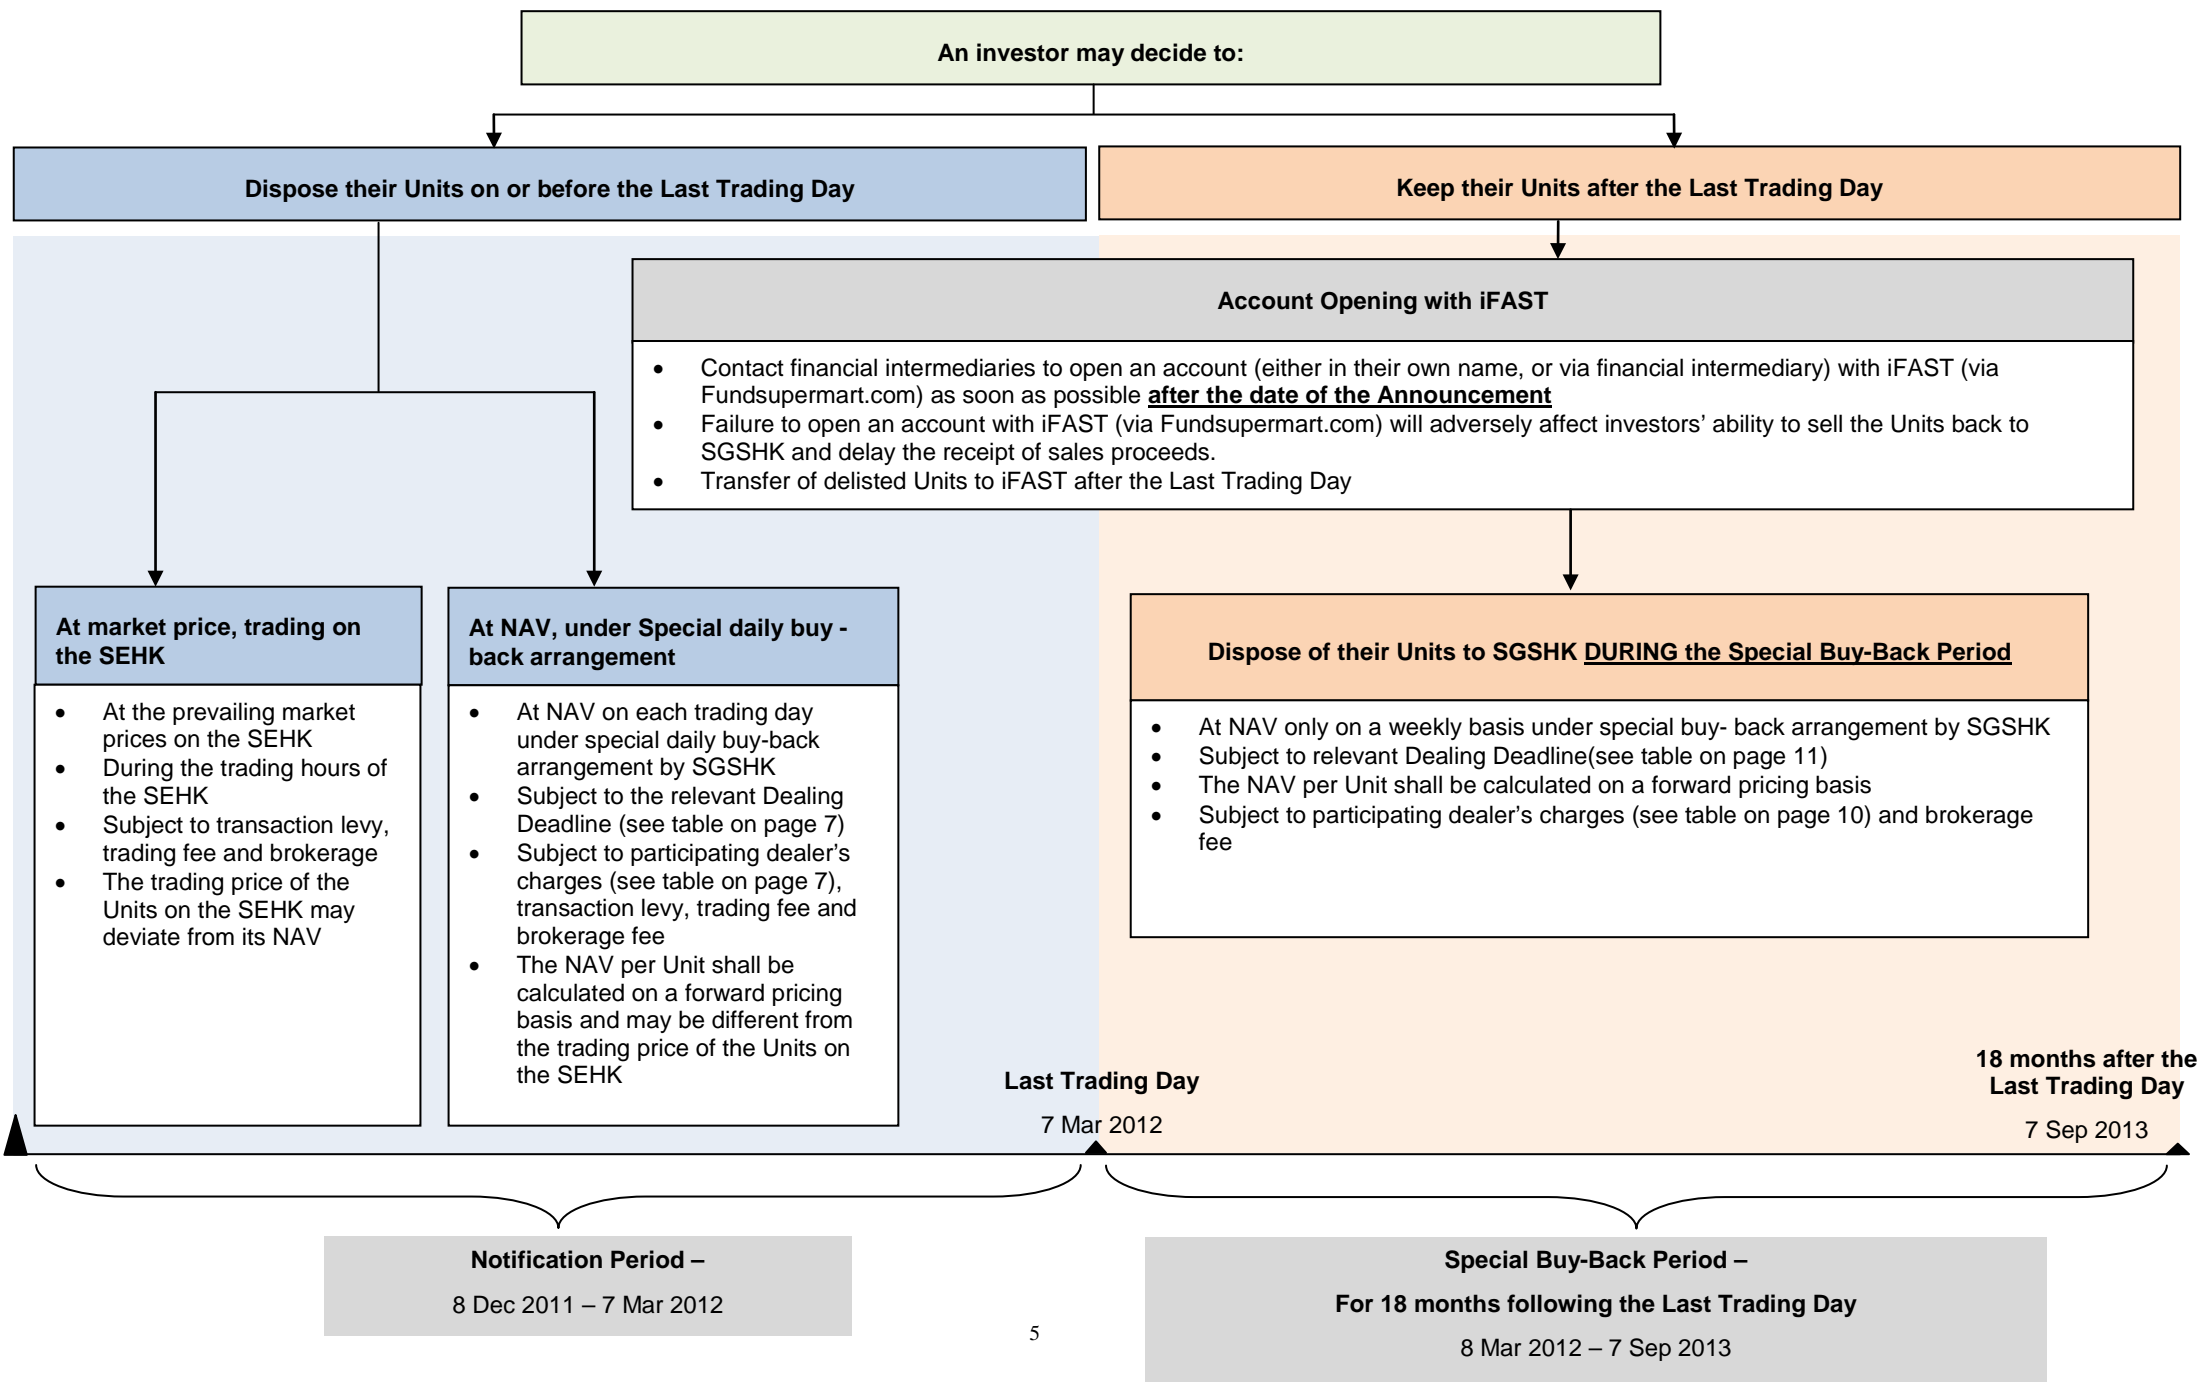 An investor may decide to:
Dispose their Units on or before the Last Trading Day
Keep their Units after the Last Trading Day
Account Opening with iFAST
• Contact financial intermediaries to open an account (either in their own name, or via financial intermediary) with iFAST (via
Fundsupermart.com) as soon as possible after the date of the Announcement
• Failure to open an account with iFAST (via Fundsupermart.com) will adversely affect investors’ ability to sell the Units back to
SGSHK and delay the receipt of sales proceeds.
• Transfer of delisted Units to iFAST after the Last Trading Day
At market price, trading on
the SEHK
• At the prevailing market
prices on the SEHK
• During the trading hours of
the SEHK
• Subject to transaction levy,
trading fee and brokerage
• The trading price of the
Units on the SEHK may
deviate from its NAV
At NAV, under Special daily buy -
back arrangement
• At NAV on each trading day
under special daily buy-back
arrangement by SGSHK
• Subject to the relevant Dealing
Deadline (see table on page 7)
• Subject to participating dealer’s
charges (see table on page 7),
transaction levy, trading fee and
brokerage fee
• The NAV per Unit shall be
calculated on a forward pricing
basis and may be different from
the trading price of the Units on
the SEHK
Dispose of their Units to SGSHK DURING the Special Buy-Back Period
• At NAV only on a weekly basis under special buy- back arrangement by SGSHK
• Subject to relevant Dealing Deadline(see table on page 11)
• The NAV per Unit shall be calculated on a forward pricing basis
• Subject to participating dealer’s charges (see table on page 10) and brokerage
fee
Last Trading Day
7 Mar 2012
18 months after the
Last Trading Day
7 Sep 2013
Notification Period –
8 Dec 2011 – 7 Mar 2012
Special Buy-Back Period –
For 18 months following the Last Trading Day
8 Mar 2012 – 7 Sep 2013
5